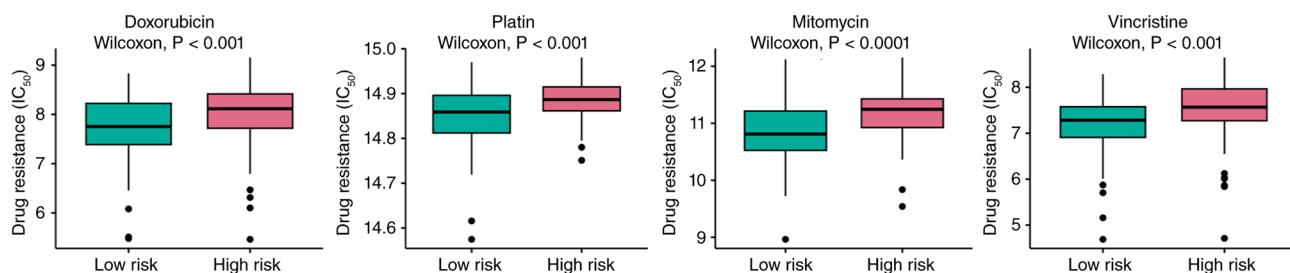 Doxorubicin
Wilcoxon, P < 0.001
Drug resistance (IC50)
9
8
7
6
Low risk
High risk
Platin
Wilcoxon, P < 0.001
Drug resistance (IC50)
15.0
14.9
14.8
14.7
14.6
Low risk
High risk
Mitomycin
Wilcoxon, P < 0.0001
Drug resistance (IC50)
12
11
10
9
Low risk
High risk
Vincristine
Wilcoxon, P < 0.001
Drug resistance (IC50)
8
7
6
5
Low risk
High risk